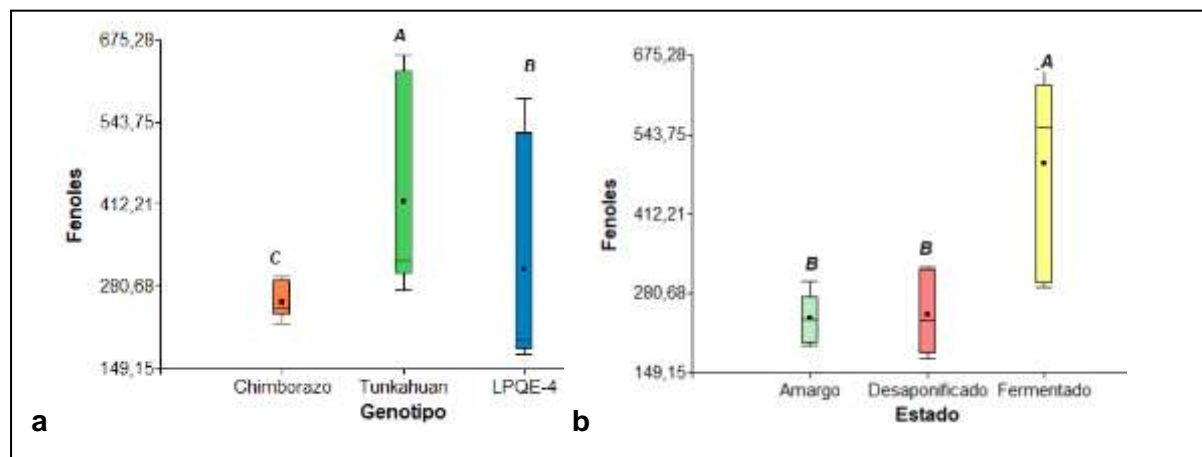 675,28
543,75
412,21
280,68
149,15
Fenoles
C
A
B
Chimborazo Tunkahuan LPQE-4
Genotipo
a
675,28
543,75
412,21
280,68
149,15
Fenoles
B
B
A
Amargo Desaponificado Fermentado
Estado
b